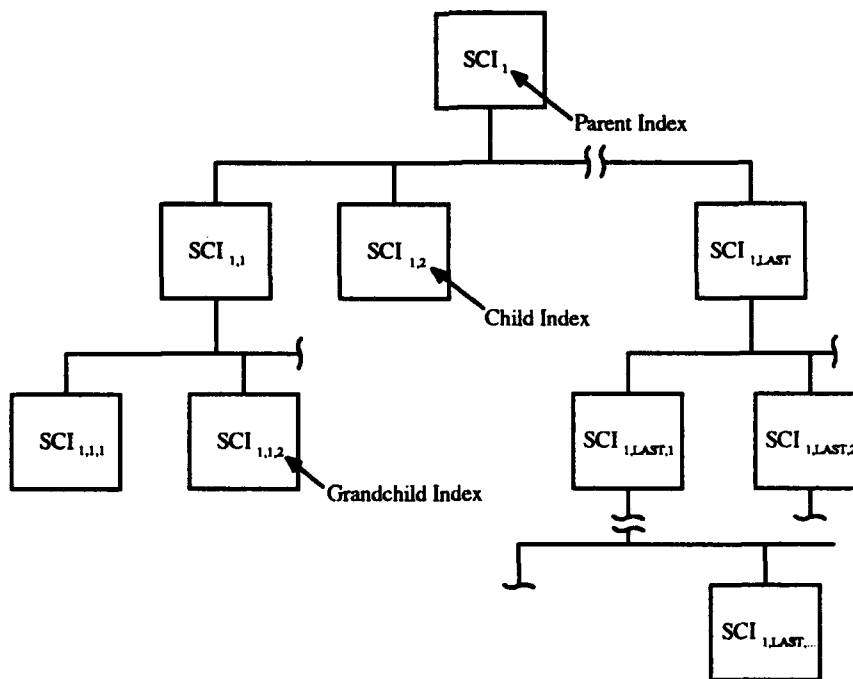 SCI 1
Parent Index
SCI 1,1
SCI 1,2
SCI 1,LAST
Child Index
SCI 1,1,1
SCI 1,1,2
SCI 1,LAST,1
SCI 1,LAST,2
Grandchild Index
SCI 1,LAST,...